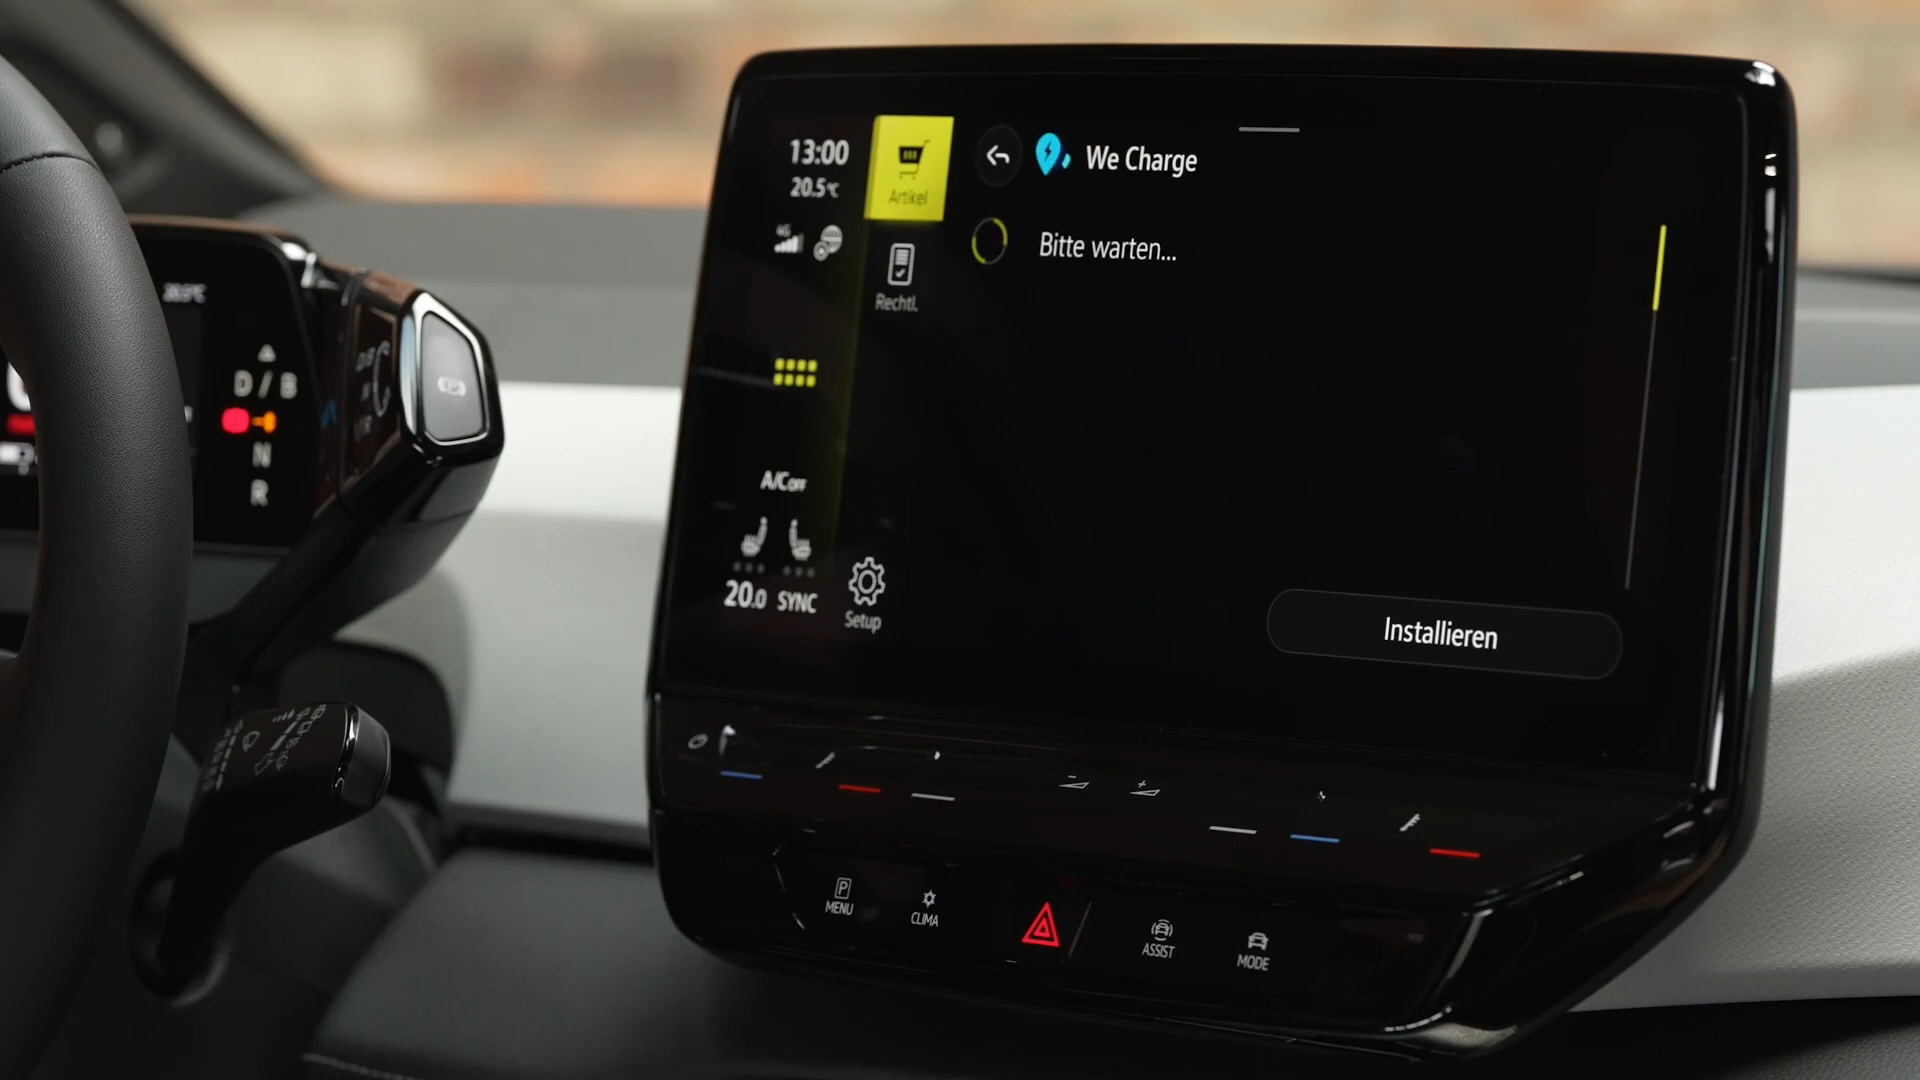 13:00
20.5°C
4G
Artikel
We Charge
Bitte warten...
Rechtl.
A/C OFF
20.0 SYNC
Setup
Installieren
P
MENU
CLIMA
ASSIST
MODE
D / B
N
R